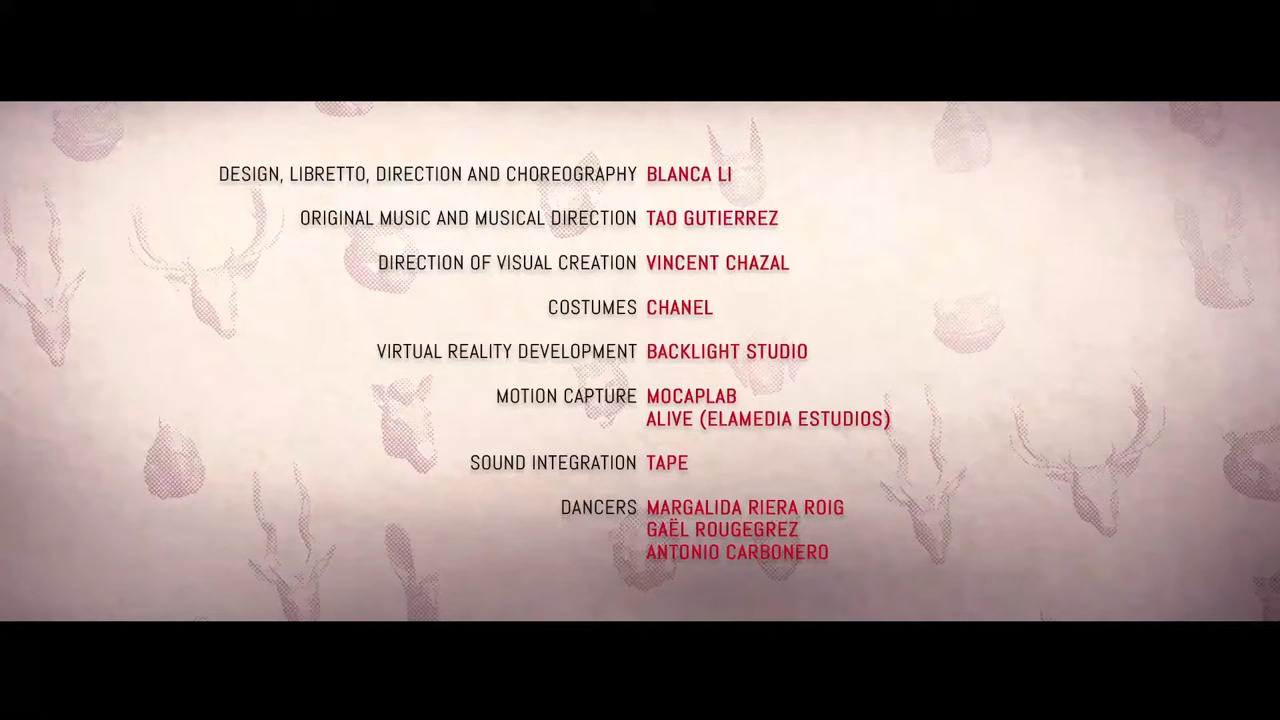 DESIGN, LIBRETTO, DIRECTION AND CHOREOGRAPHY BLANCA LI
ORIGINAL MUSIC AND MUSICAL DIRECTION TAO GUTIERREZ
DIRECTION OF VISUAL CREATION VINCENT CHAZAL
COSTUMES CHANEL
VIRTUAL REALITY DEVELOPMENT BACKLIGHT STUDIO
MOTION CAPTURE MOCAPLAB
ALIVE (ELAMEDIA ESTUDIOS)
SOUND INTEGRATION TAPE
DANCERS MARGALIDA RIERA ROIG
GAËL ROUGEGREZ
ANTONIO CARBONERO